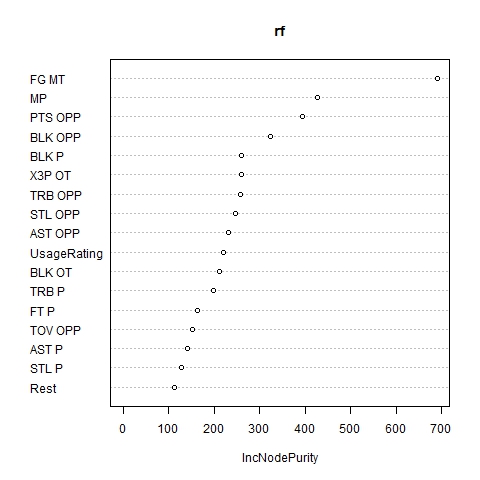 rf
FG MT
MP
PTS OPP
BLK OPP
BLK P
X3P OT
TRB OPP
STL OPP
AST OPP
UsageRating
BLK OT
TRB P
FT P
TOV OPP
AST P
STL P
Rest
0 100 200 300 400 500 600 700
IncNodePurity